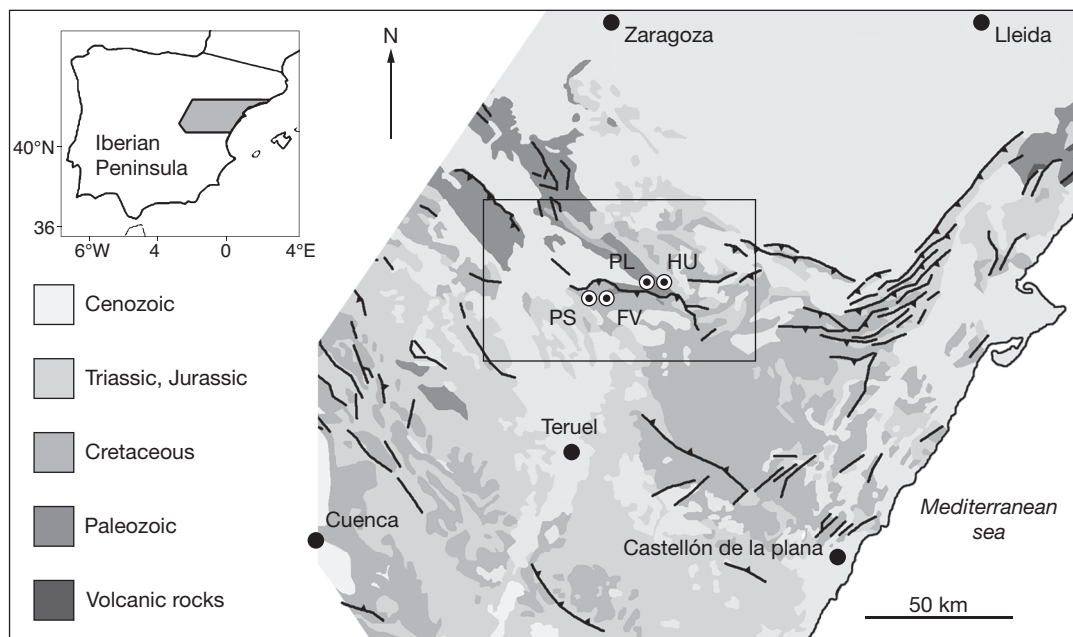 N
Zaragoza
Lleida
40°N
Iberian
Peninsula
36
6°W
4
0
4°E
Cenozoic
Triassic, Jurassic
Cretaceous
Paleozoic
Volcanic rocks
PL
HU
PS
FV
Teruel
Cuenca
Castellón de la plana
Mediterranean
sea
50 km